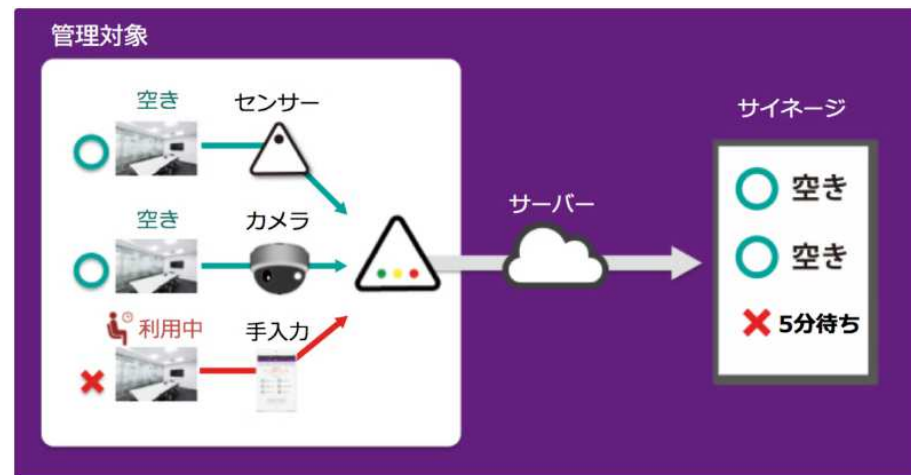 管理対象
空き
センサー
サイネージ
空き
カメラ
サーバー
空き
空き
利用中
手入力
5分待ち